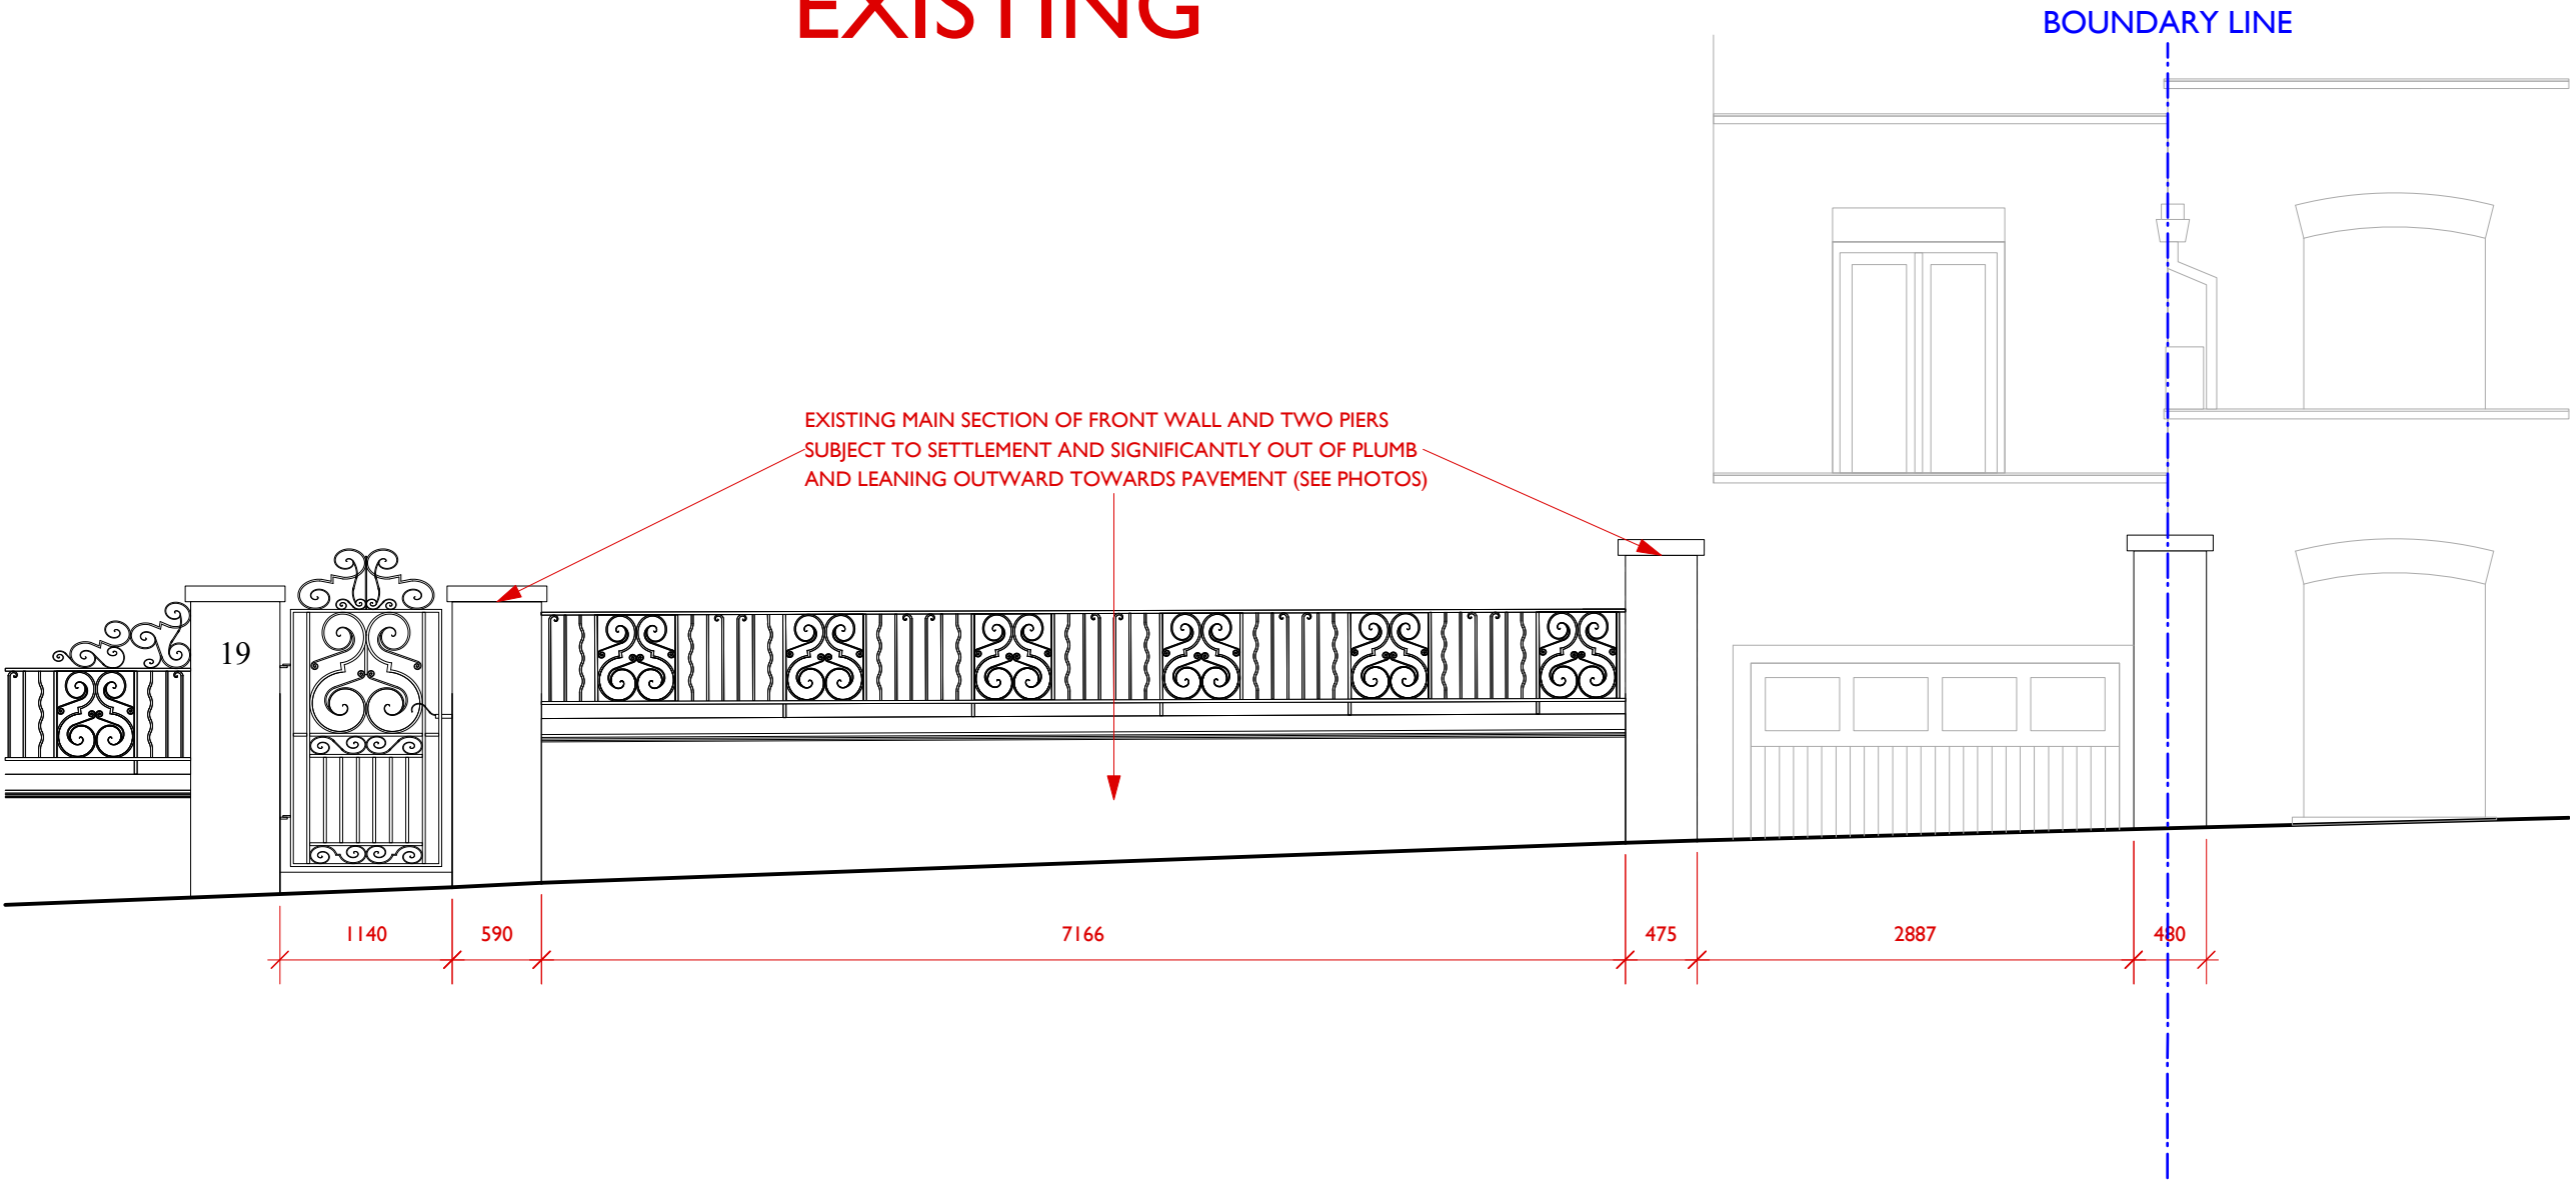 EXISTING
BOUNDARY LINE
EXISTING MAIN SECTION OF FRONT WALL AND TWO PIERS
SUBJECT TO SETTLEMENT AND SIGNIFICANTLY OUT OF PLUMB
AND LEANING OUTWARD TOWARDS PAVEMENT (SEE PHOTOS)
19
1140 590 7166 475 2887 480